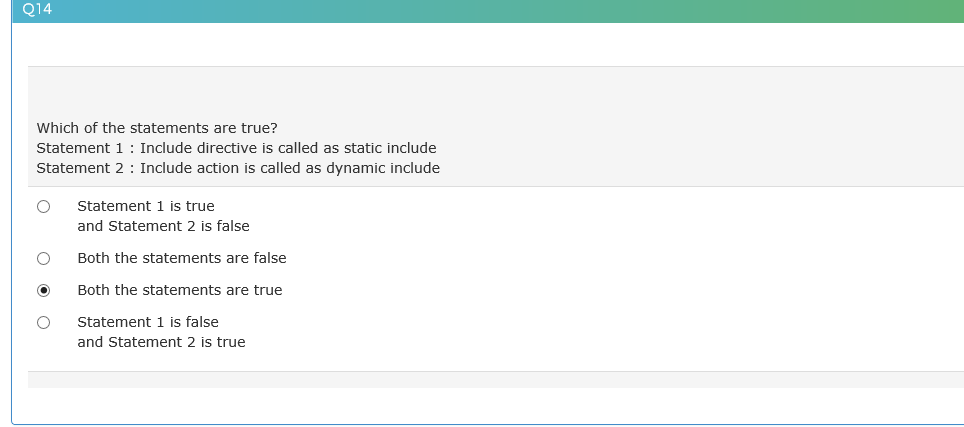 Q14
Which of the statements are true?
Statement 1 : Include directive is called as static include
Statement 2 : Include action is called as dynamic include
Statement 1 is true
and Statement 2 is false
Both the statements are false
Both the statements are true
Statement 1 is false
and Statement 2 is true